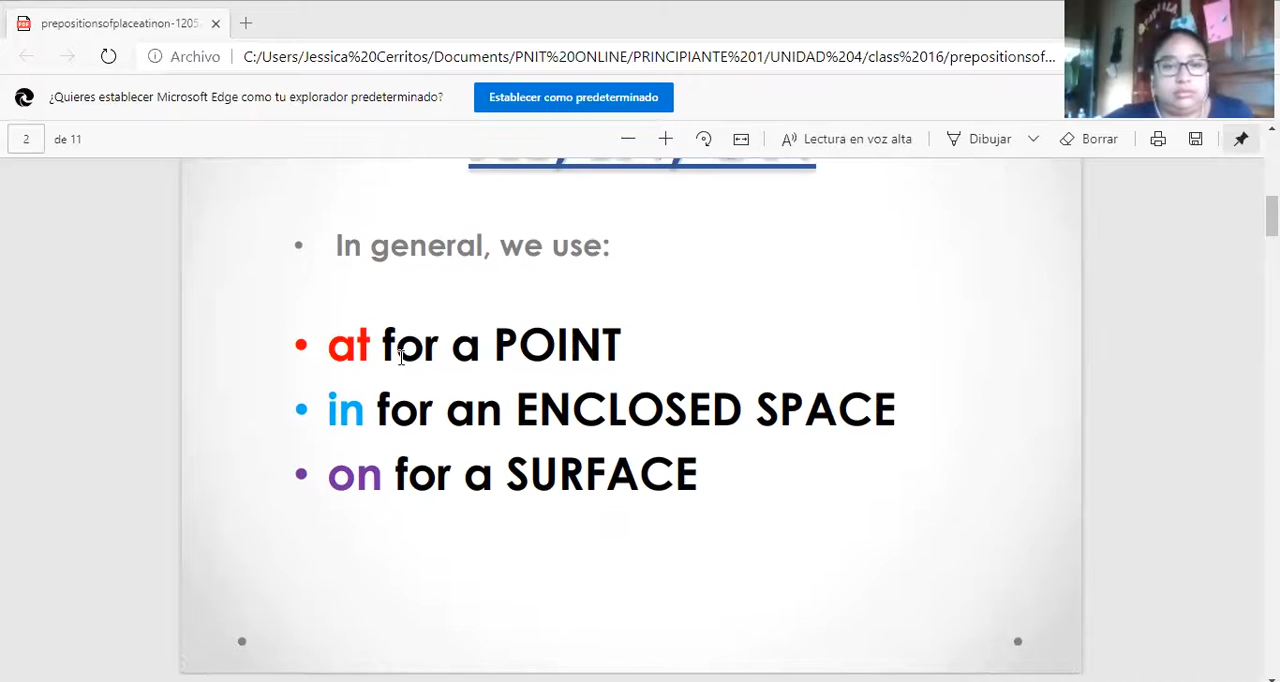 prepositionsofplaceatinon-1205
Archivo
C:/Users/Jessica%20Cerritos/Documents/PNIT%20ONLINE/PRINCIPIANTE%201/UNIDAD%204/class%2016/prepositionsof...
¿Quieres establecer Microsoft Edge como tu explorador predeterminado?
Establecer como predeterminado
2 de 11
Lectura en voz alta
Dibujar
Borrar
• In general, we use:
• at for a POINT
• in for an ENCLOSED SPACE
• on for a SURFACE